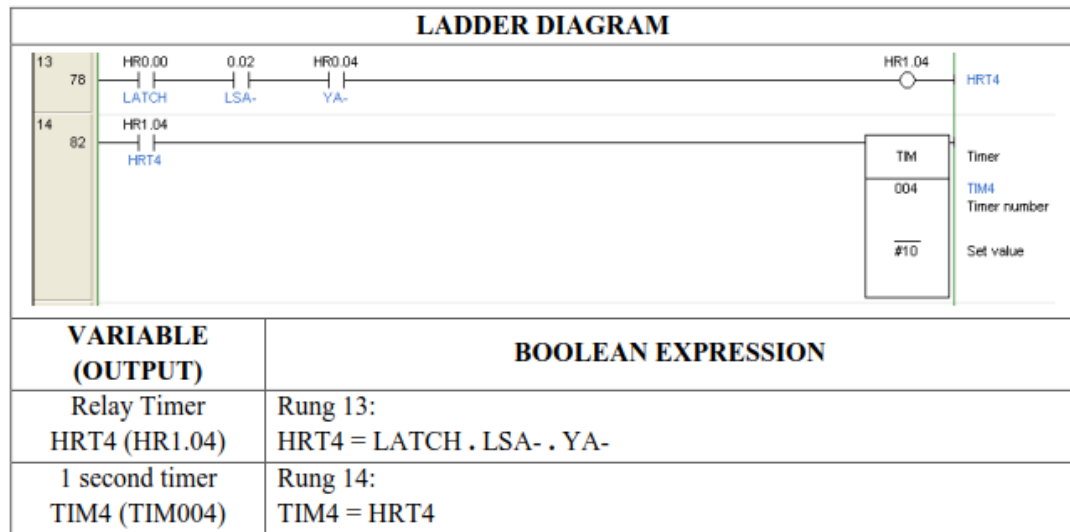 LADDER DIAGRAM
13 HR0.00 0.02 HR0.04 HR1.04
78 HRT4
LATCH LSA- YA-
14 HR1.04
82
HRT4 TIM Timer
004 TIM4
Timer number
#10 Set value
VARIABLE
(OUTPUT)
BOOLEAN EXPRESSION
Relay Timer
HRT4 (HR1.04)
Rung 13:
HRT4 = LATCH . LSA- . YA-
1 second timer
TIM4 (TIM004)
Rung 14:
TIM4 = HRT4